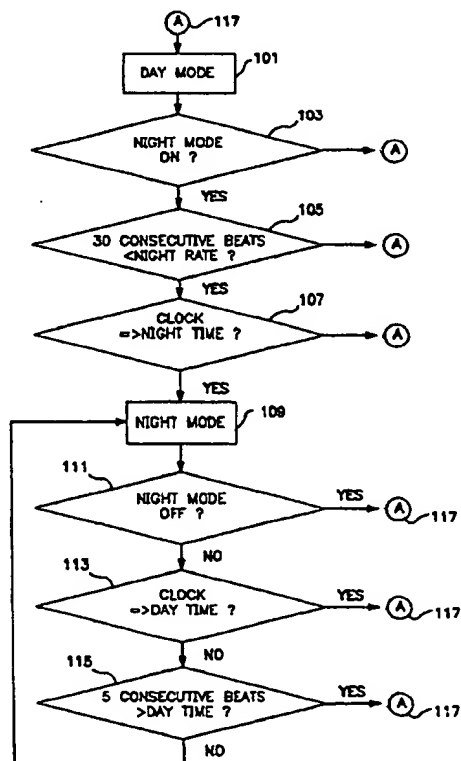 A 117
DAY MODE 101
103
NIGHT MODE
ON ? A
YES
105
30 CONSECUTIVE BEATS
<NIGHT RATE ? A
YES
107
CLOCK
=>NIGHT TIME ? A
YES
NIGHT MODE 109
111
NIGHT MODE
OFF ? YES A
117
NO
113
CLOCK
=>DAY TIME ? YES A
117
NO
115
5 CONSECUTIVE BEATS
>DAY TIME ? YES A
117
NO